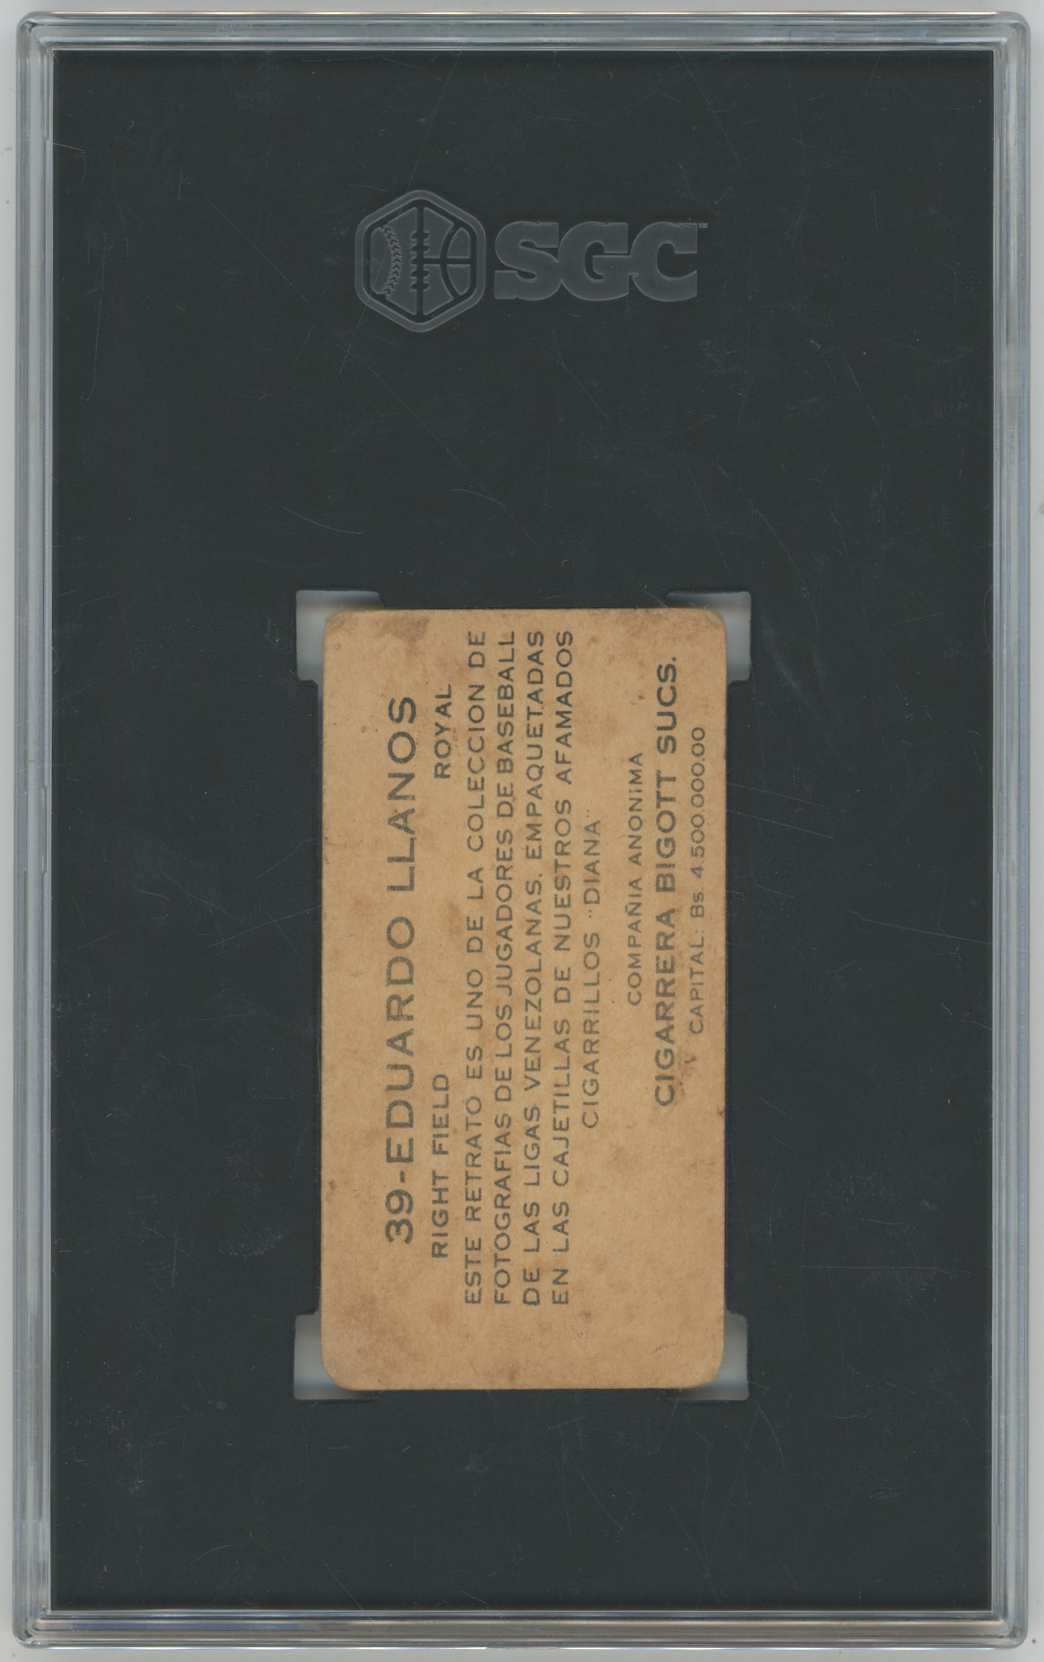 SGC
39-EDUARDO LLANOS
RIGHT FIELD ROYAL
ESTE RETRATO ES UNO DE LA COLECCION DE
FOTOGRAFIAS DE LOS JUGADORES DE BASEBALL
DE LAS LIGAS VENEZOLANAS, EMPAQUETADAS
EN LAS CAJETILLAS DE NUESTROS AFAMADOS
CIGARRILLOS "DIANA"
COMPAÑIA ANONIMA
CIGARRERA BIGOTT SUCS.
CAPITAL: Bs. 4.500.000.00